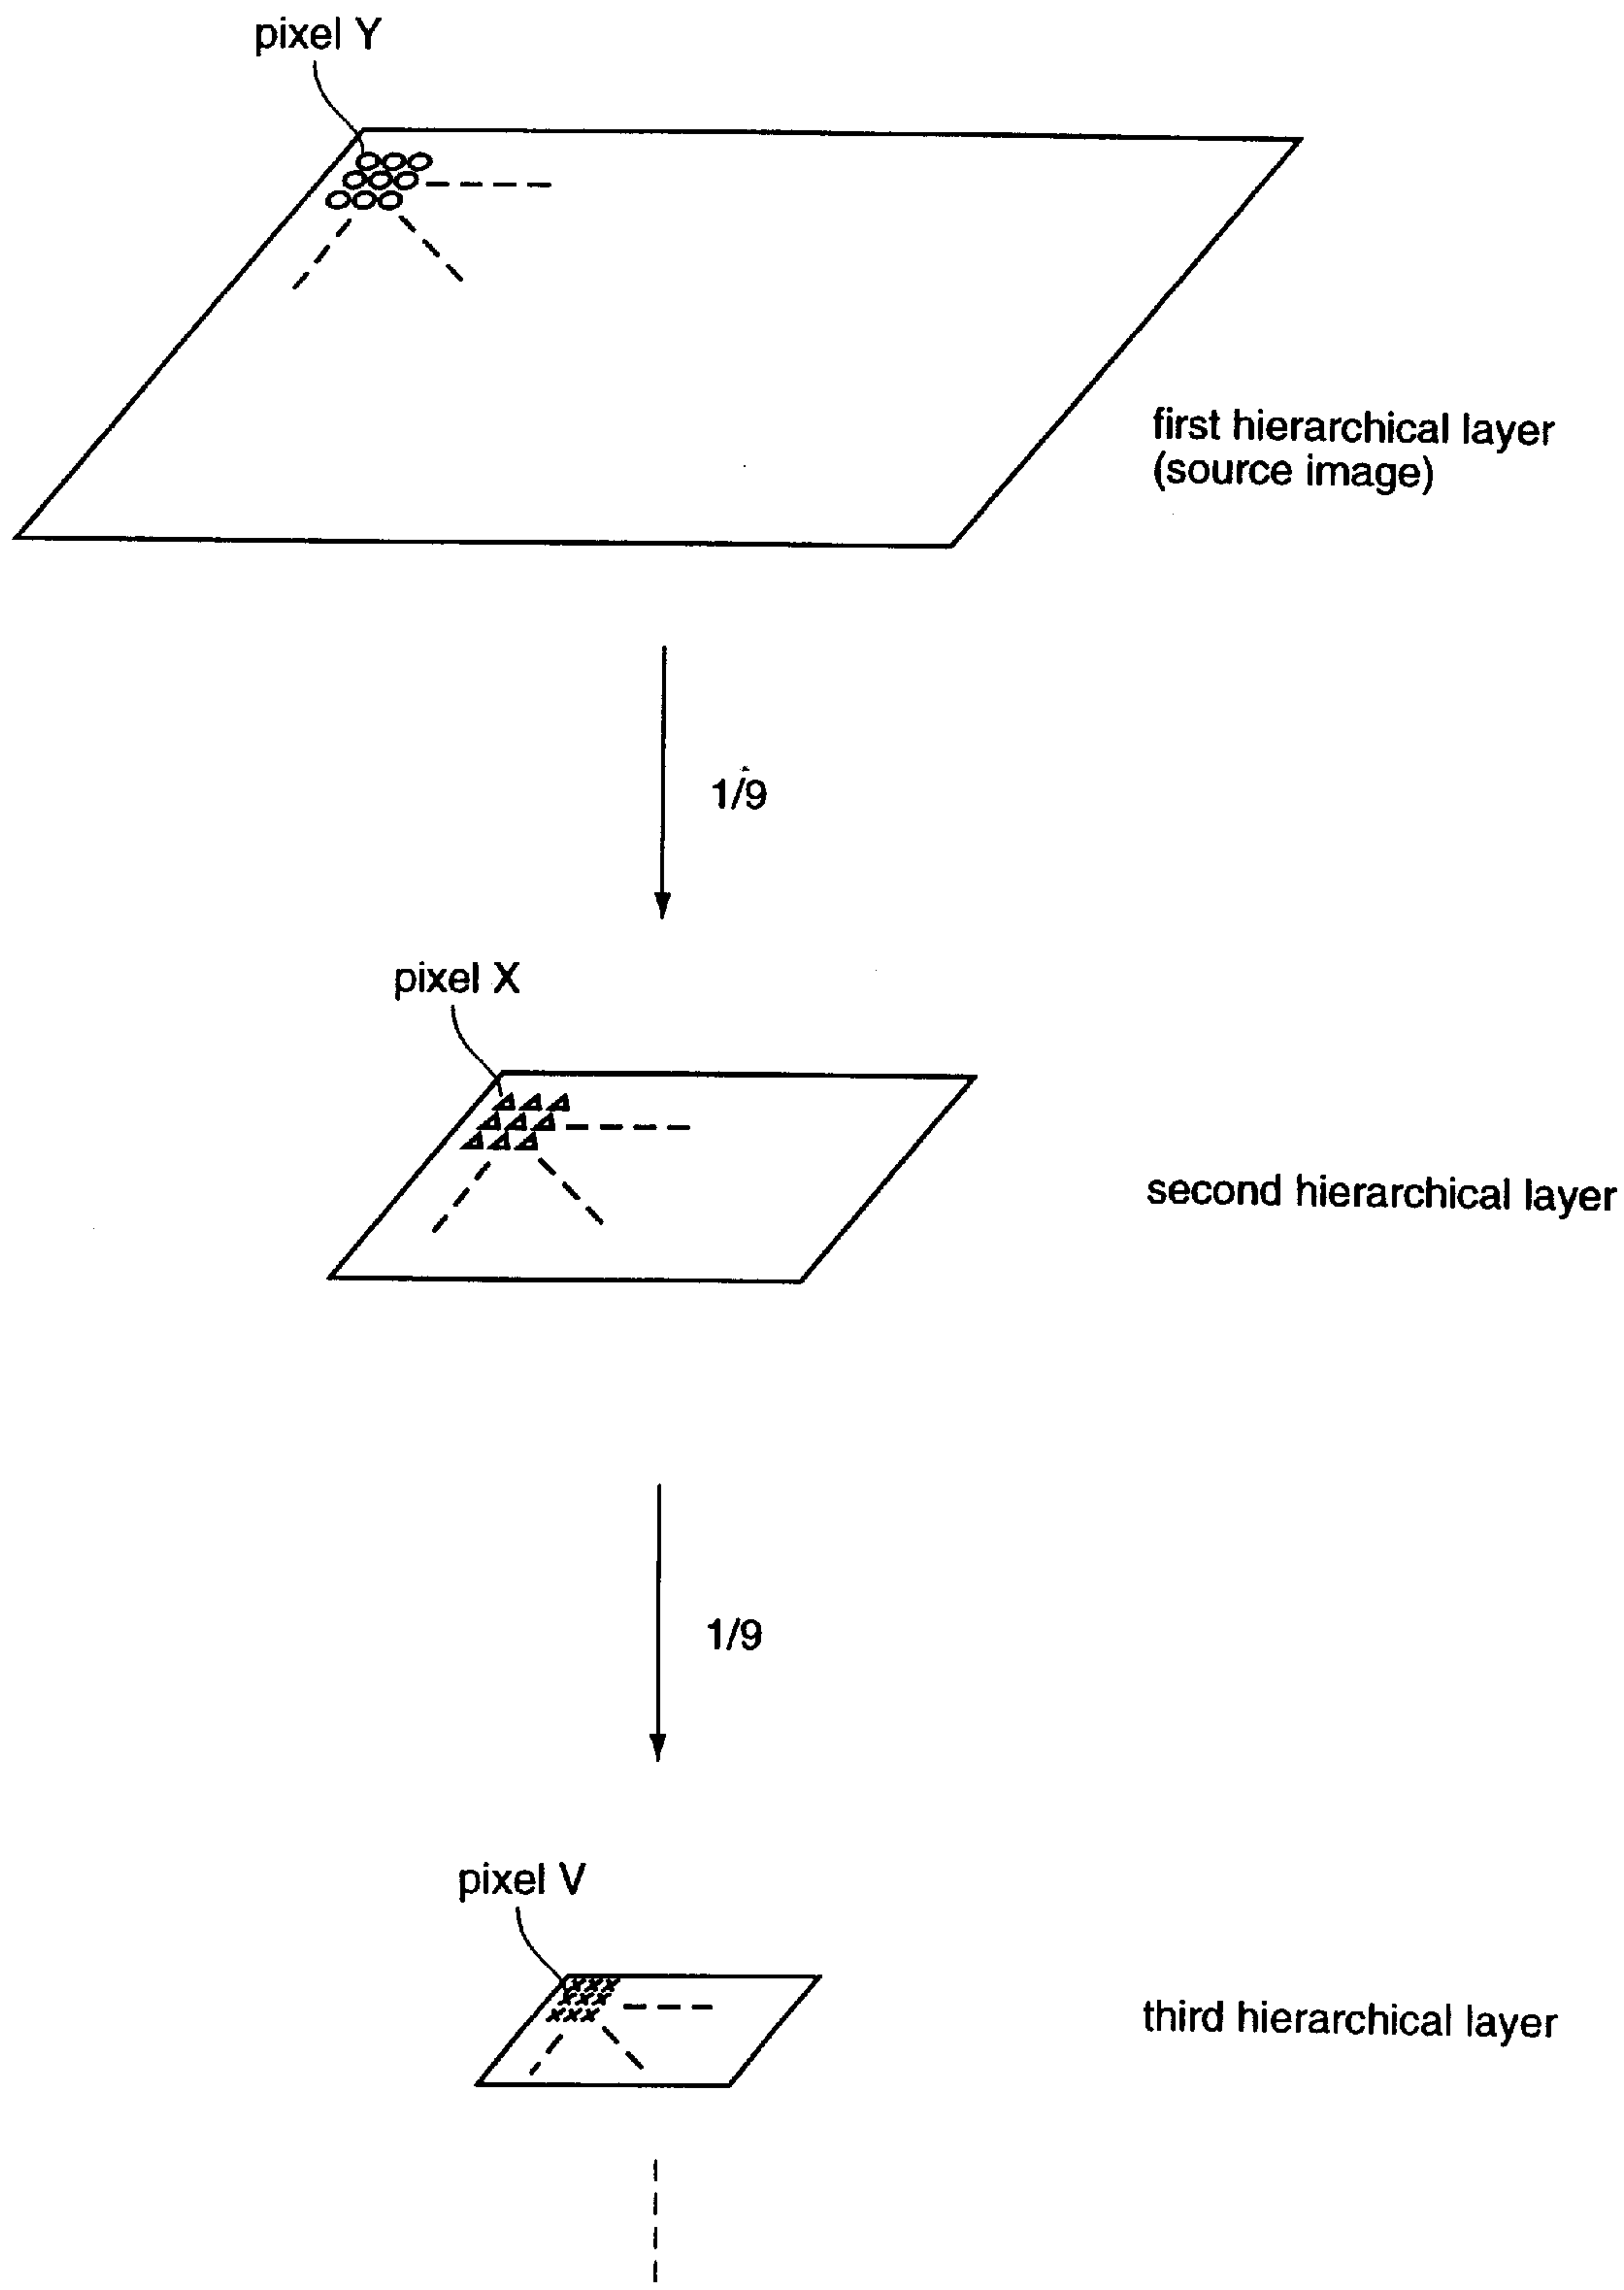 pixel Y
first hierarchical layer
(source image)
1/9
pixel X
second hierarchical layer
1/9
pixel V
third hierarchical layer